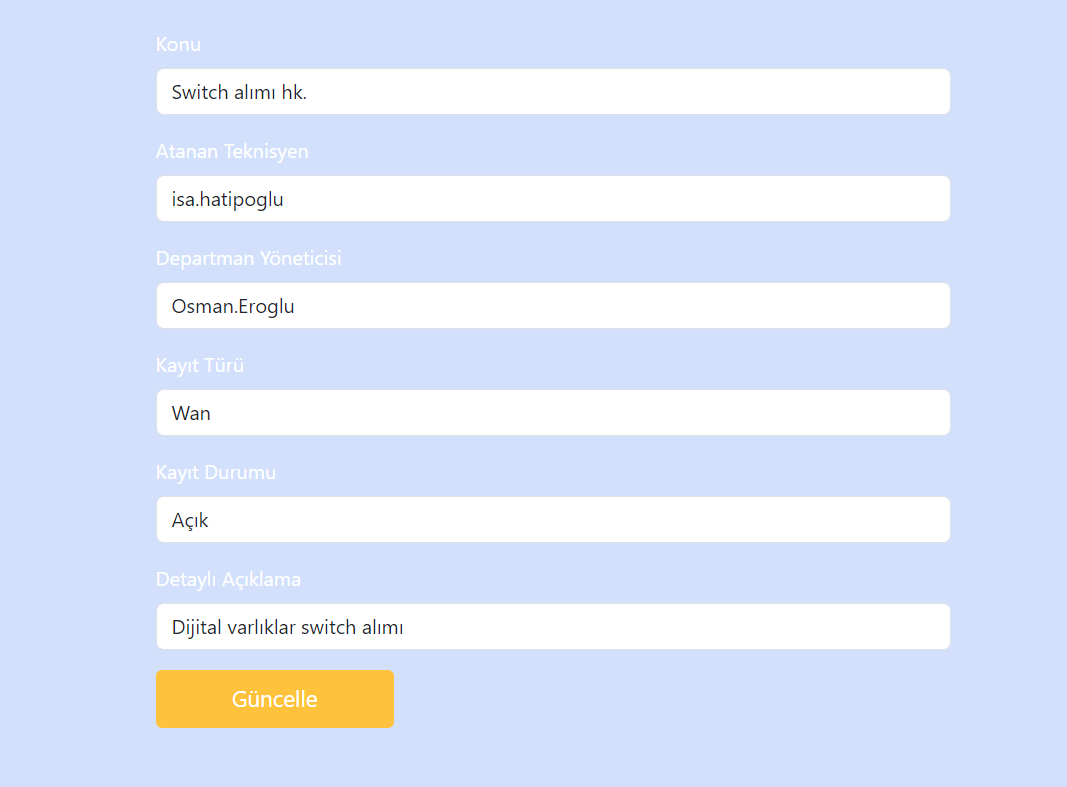 Konu
Switch alımı hk.
Atanan Teknisyen
isa.hatipoglu
Departman Yöneticisi
Osman.Eroglu
Kayıt Türü
Wan
Kayıt Durumu
Açık
Detaylı Açıklama
Dijital varlıklar switch alımı
Güncelle